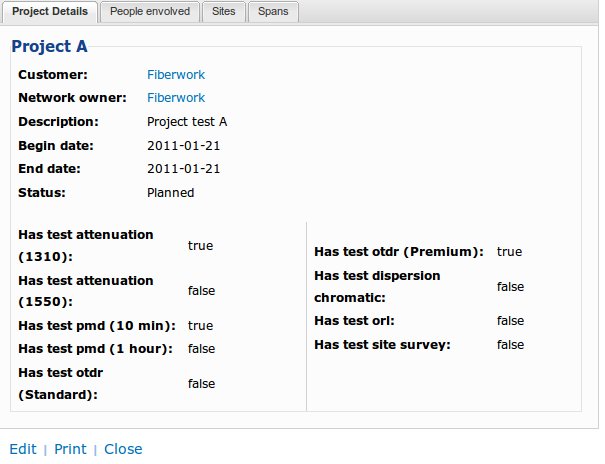 Project Details People envolved Sites Spans
Project A
Customer: Fiberwork
Network owner: Fiberwork
Description: Project test A
Begin date: 2011-01-21
End date: 2011-01-21
Status: Planned
Has test attenuation
(1310): true
Has test attenuation
(1550): false
Has test pmd (10 min): true
Has test pmd (1 hour): false
Has test otdr
(Standard): false
Has test otdr (Premium): true
Has test dispersion
chromatic: false
Has test orl: false
Has test site survey: false
Edit | Print | Close